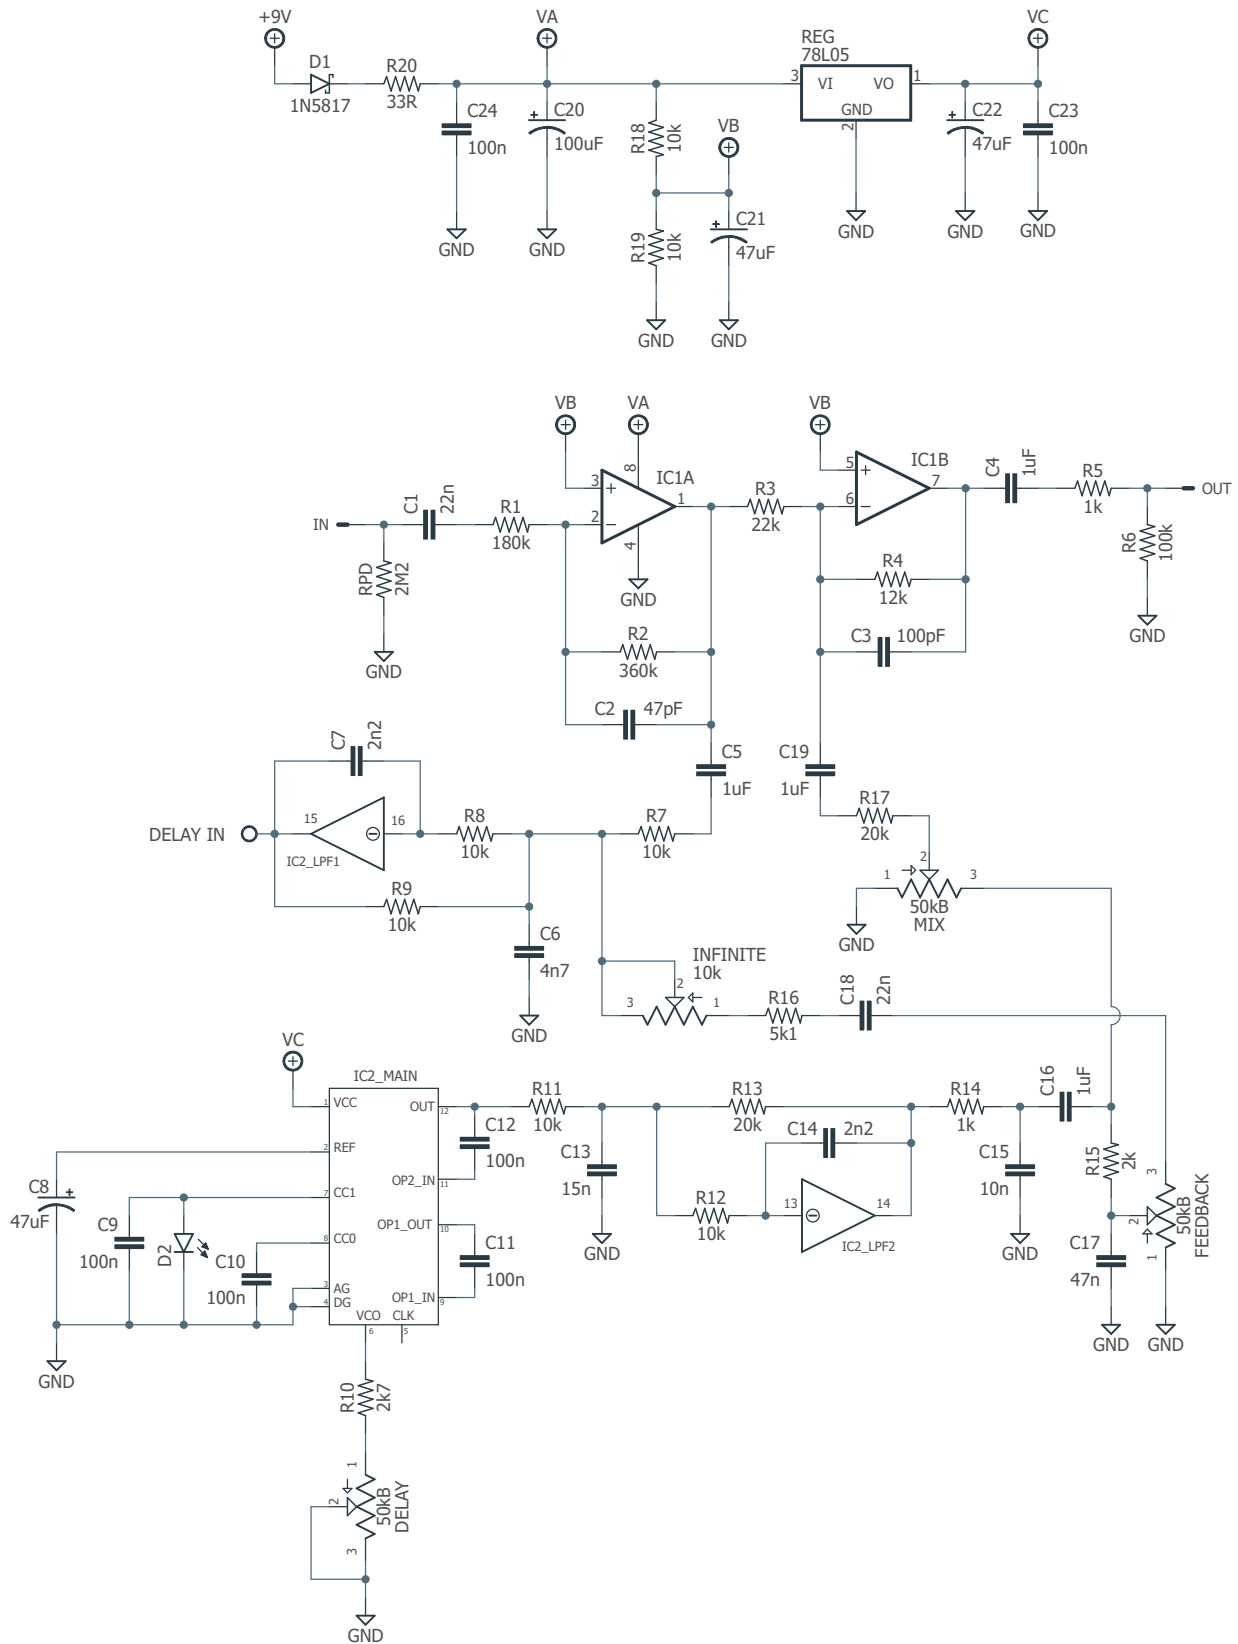 +9V
VA
VC
REG
78L05
D1
1N5817
R20
33R
3
VI
VO
1
GND
2
C24
100n
C20
100uF
R18
10k
VB
C22
47uF
C23
100n
GND
GND
R19
10k
C21
47uF
GND
GND
GND
GND
GND
VB
VA
VB
8
IC1A
3
2
1
4
GND
IC1B
5
6
7
C4
1uF
R5
1k
OUT
R6
100k
GND
IN
C1
22n
R1
180k
RPD
2M2
GND
R3
22k
R4
12k
C3
100pF
R2
360k
C2
47pF
C7
2n2
C5
1uF
C19
1uF
DELAY IN
15
16
IC2_LPF1
R8
10k
R7
10k
R17
20k
R9
10k
2
1
3
50kB
MIX
GND
C6
4n7
GND
INFINITE
10k
2
3
1
R16
5k1
C18
22n
VC
IC2_MAIN
1
VCC
OUT
12
2
REF
OP2_IN
11
7
CC1
OP1_OUT
10
8
CC0
3
AG
4
DG
OP1_IN
9
VCO
CLK
6
5
C8
47uF
C9
100n
D2
C10
100n
GND
C12
100n
C11
100n
R11
10k
C13
15n
GND
R13
20k
C14
2n2
R12
10k
13
14
IC2_LPF2
R14
1k
C16
1uF
C15
10n
GND
R15
2k
C17
47n
GND
3
2
1
50kB
FEEDBACK
GND
R10
2k7
1
2
3
50kB
DELAY
GND